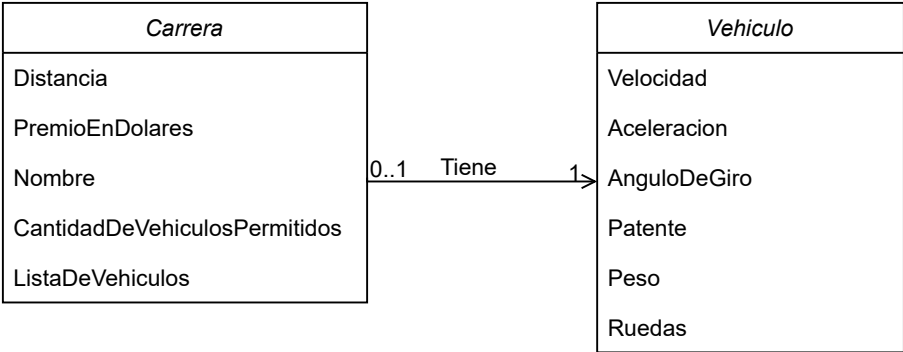 Carrera
Distancia
PremioEnDolares
Nombre
CantidadDeVehiculosPermitidos
ListaDeVehiculos
0..1 Tiene 1
Vehiculo
Velocidad
Aceleracion
AnguloDeGiro
Patente
Peso
Ruedas